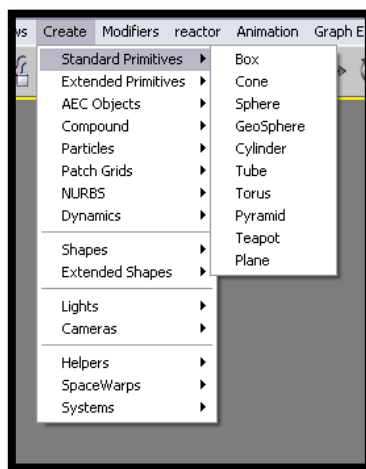 ws Create Modifiers reactor Animation Graph E
Standard Primitives
Extended Primitives
AEC Objects
Compound
Particles
Patch Grids
NURBS
Dynamics
Shapes
Extended Shapes
Lights
Cameras
Helpers
SpaceWarps
Systems
Box
Cone
Sphere
GeoSphere
Cylinder
Tube
Torus
Pyramid
Teapot
Plane